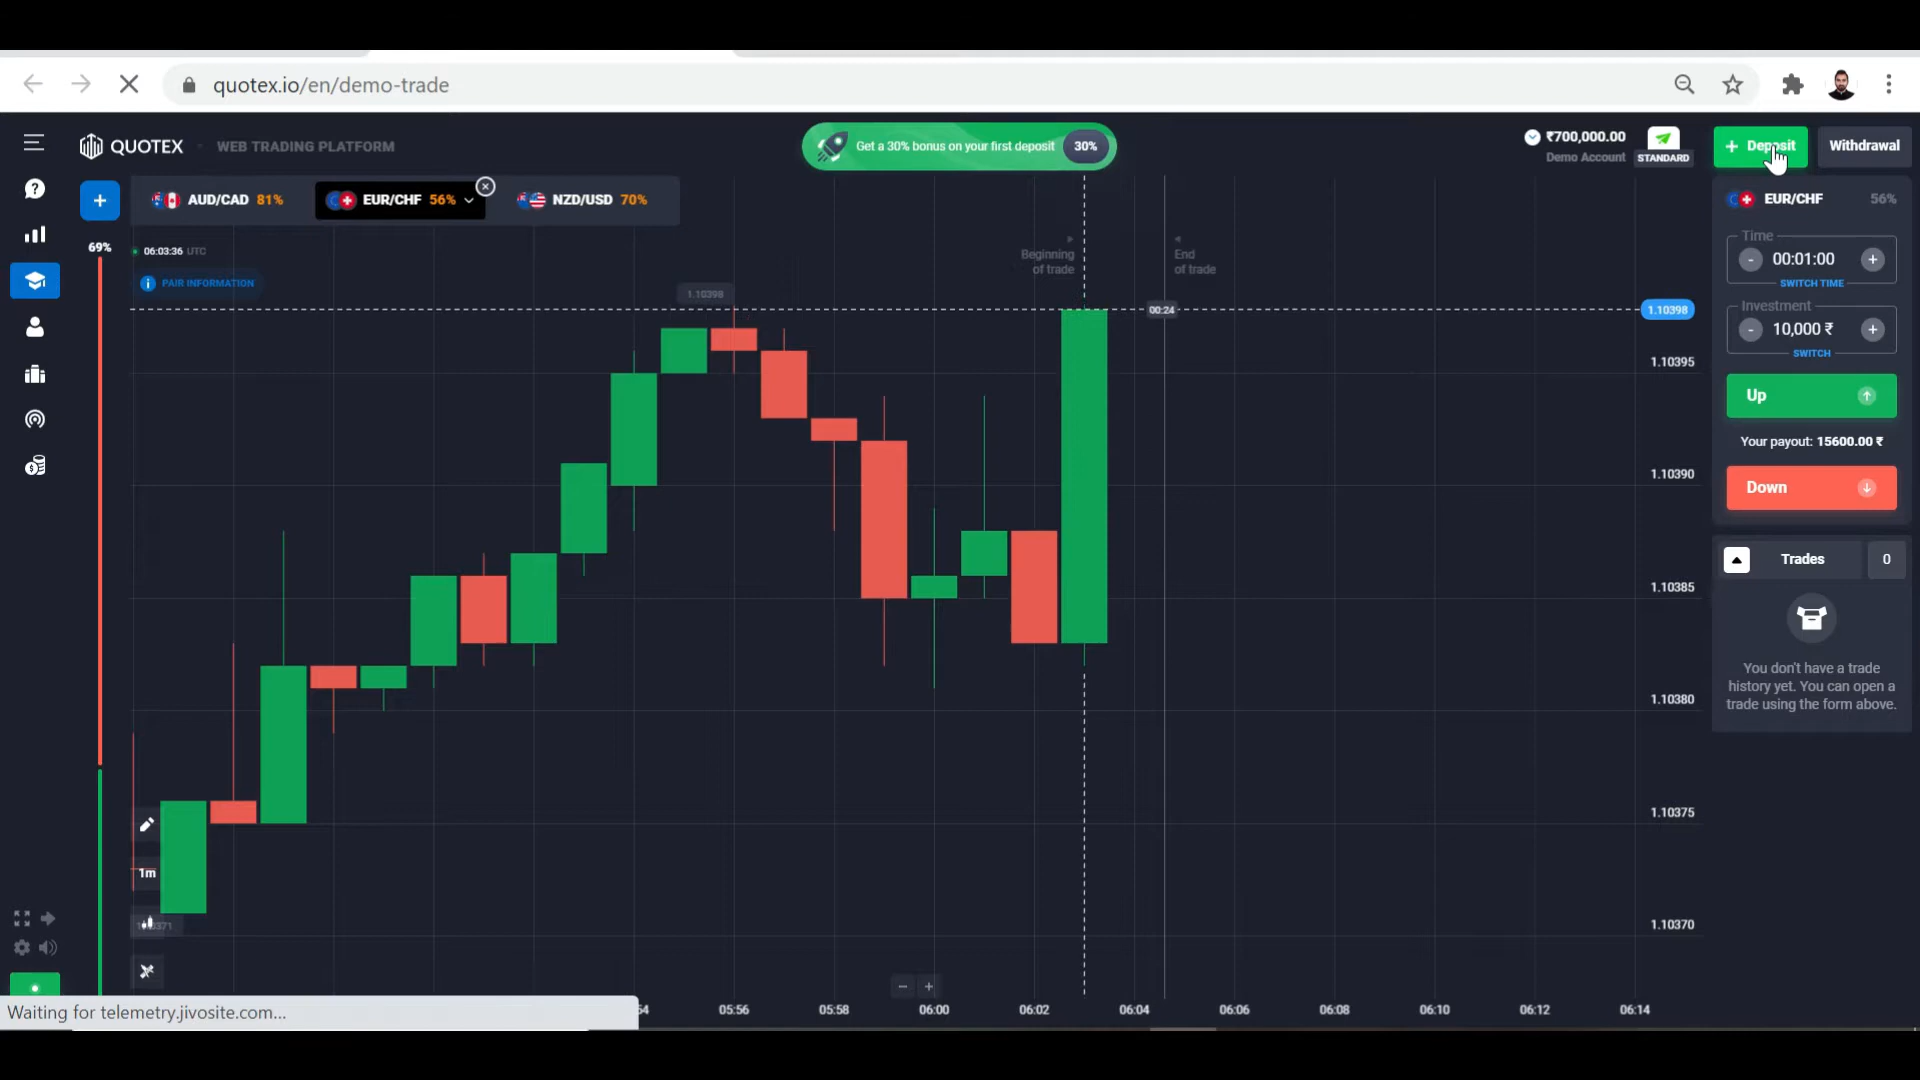 quotex.io/en/demo-trade
QUOTEX
WEB TRADING PLATFORM
Get a 30% bonus on your first deposit
30%
₹700,000.00
Demo Account
STANDARD
+ Deposit
Withdrawal
+
AUD/CAD 81%
EUR/CHF 56%
NZD/USD 70%
EUR/CHF 56%
69%
06:03:36 UTC
PAIR INFORMATION
Beginning
of trade
End
of trade
Time
- 00:01:00 +
SWITCH TIME
Investment
- 10,000 ₹ +
SWITCH
Up
Your payout: 15600.00 ₹
Down
Trades 0
You don't have a trade
history yet. You can open a
trade using the form above.
1.10398
00:24
1.10398
1.10395
1.10390
1.10385
1.10380
1.10375
1.10370
1m
− +
05:56
05:58
06:00
06:02
06:04
06:06
06:08
06:10
06:12
06:14
Waiting for telemetry.jivosite.com...